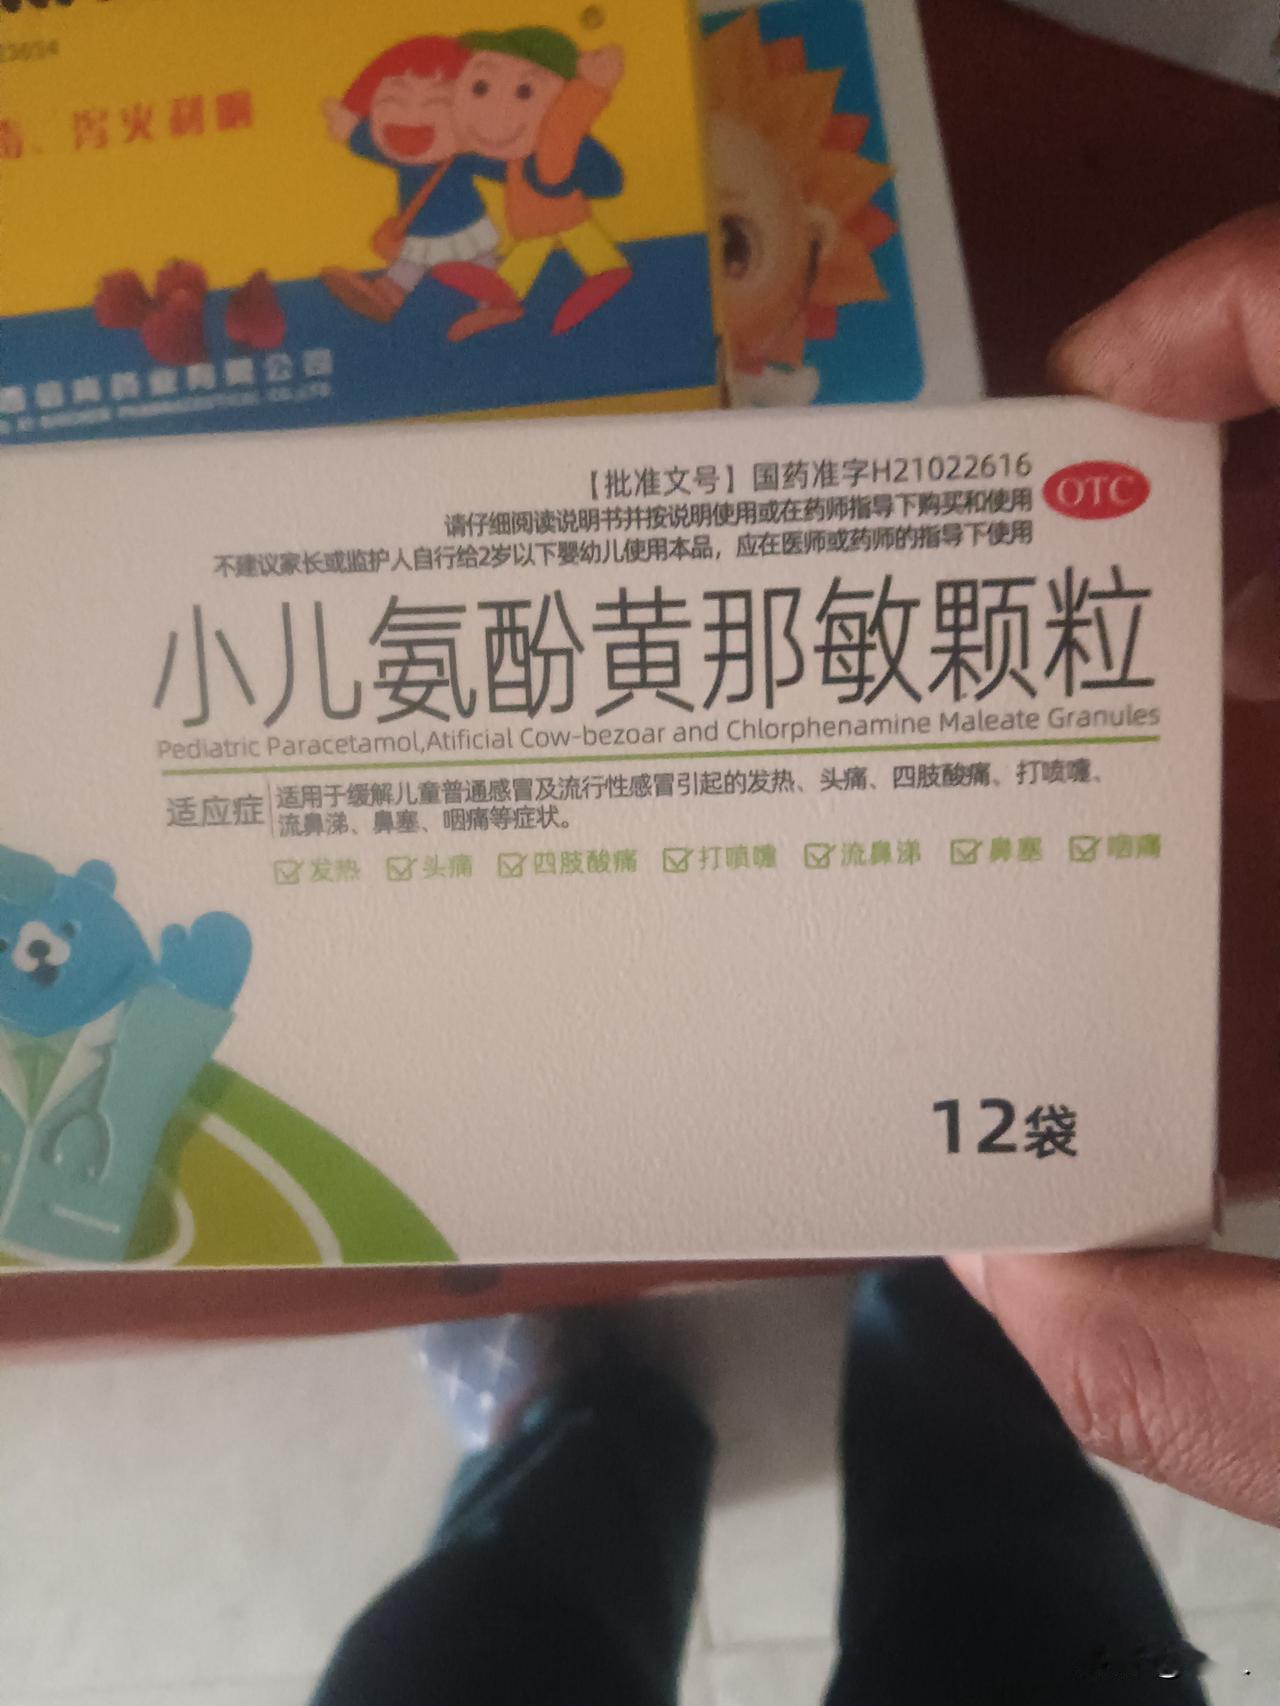 、泻火利咽
【批准文号】国药准字H21022616
OTC
请仔细阅读说明书并按说明使用或在药师指导下购买和使用
不建议家长或监护人自行给2岁以下婴幼儿使用本品，应在医师或药师的指导下使用
小儿氨酚黄那敏颗粒
Pediatric Paracetamol,Atificial Cow-bezoar and Chlorphenamine Maleate Granules
适应症 适用于缓解儿童普通感冒及流行性感冒引起的发热、头痛、四肢酸痛、打喷嚏、
流鼻涕、鼻塞、咽痛等症状。
发热 头痛 四肢酸痛 打喷嚏 流鼻涕 鼻塞 咽痛
12袋